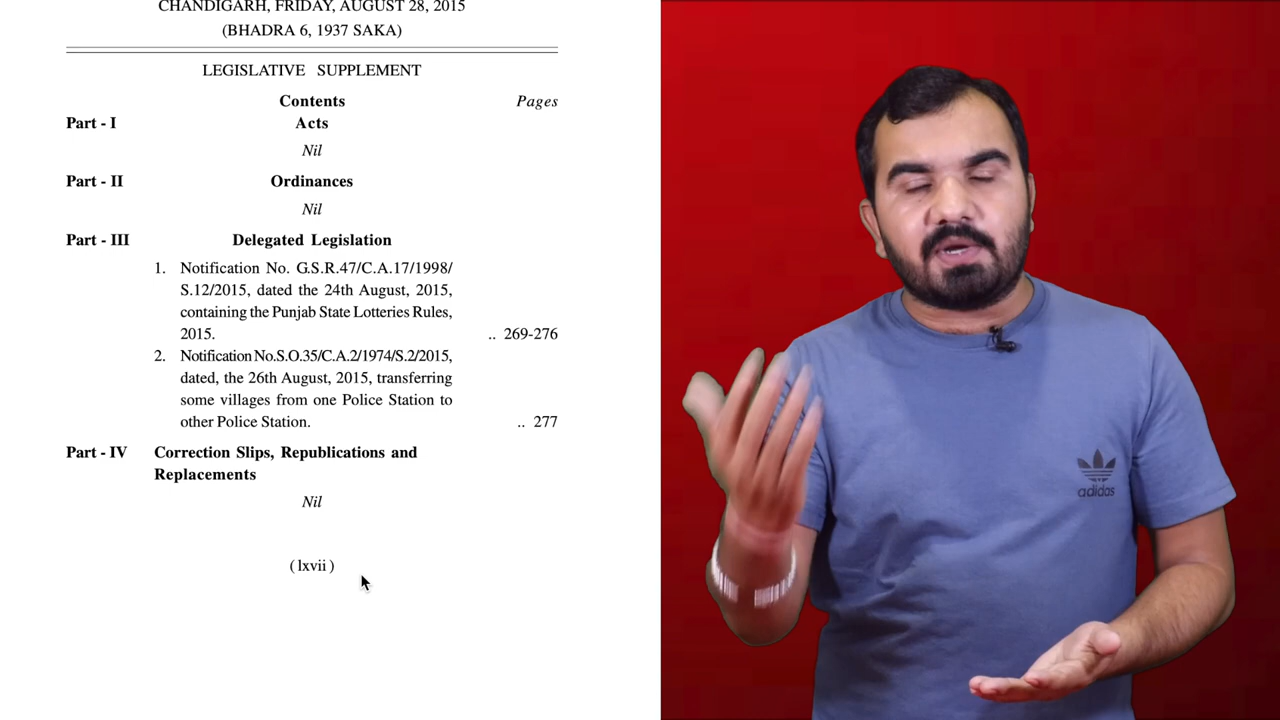 CHANDIGARH, FRIDAY, AUGUST 28, 2015
(BHADRA 6, 1937 SAKA)
LEGISLATIVE SUPPLEMENT
Contents Pages
Part - I Acts
Nil
Part - II Ordinances
Nil
Part - III Delegated Legislation
1. Notification No. G.S.R.47/C.A.17/1998/
S.12/2015, dated the 24th August, 2015,
containing the Punjab State Lotteries Rules,
2015. .. 269-276
2. Notification No.S.O.35/C.A.2/1974/S.2/2015,
dated, the 26th August, 2015, transferring
some villages from one Police Station to
other Police Station. .. 277
Part - IV Correction Slips, Republications and
Replacements
Nil
( lxvii )
adidas